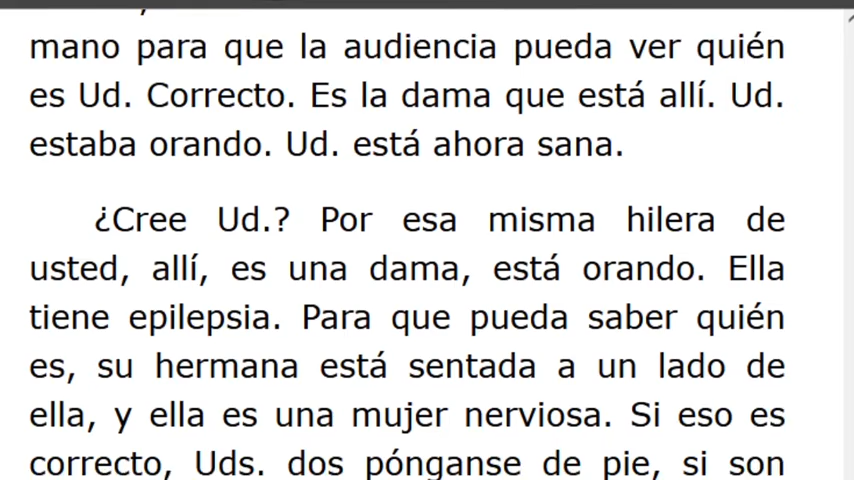 mano para que la audiencia pueda ver quién
es Ud. Correcto. Es la dama que está allí. Ud.
estaba orando. Ud. está ahora sana.
¿Cree Ud.? Por esa misma hilera de
usted, allí, es una dama, está orando. Ella
tiene epilepsia. Para que pueda saber quién
es, su hermana está sentada a un lado de
ella, y ella es una mujer nerviosa. Si eso es
correcto, Uds. dos pónganse de pie, si son